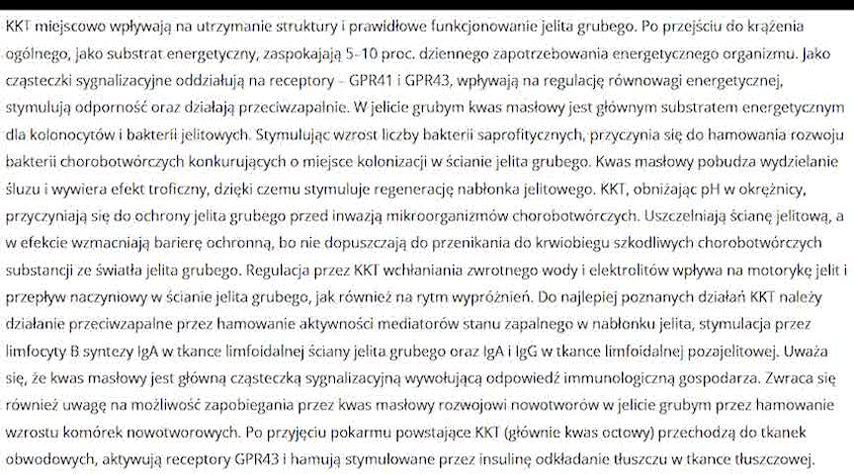 KKT miejscowo wpływają na utrzymanie struktury i prawidłowe funkcjonowanie jelita grubego. Po przejściu do krążenia
ogólnego, jako substrat energetyczny, zaspokajają 5–10 proc. dziennego zapotrzebowania energetycznego organizmu. Jako
cząsteczki sygnalizacyjne oddziałują na receptory – GPR41 i GPR43, wpływają na regulację równowagi energetycznej,
stymulują odporność oraz działają przeciwzapalnie. W jelicie grubym kwas masłowy jest głównym substratem energetycznym
dla kolonocytów i bakterii jelitowych. Stymulując wzrost liczby bakterii saprofitycznych, przyczynia się do hamowania rozwoju
bakterii chorobotwórczych konkurujących o miejsce kolonizacji w ścianie jelita grubego. Kwas masłowy pobudza wydzielanie
śluzu i wywiera efekt troficzny, dzięki czemu stymuluje regenerację nabłonka jelitowego. KKT, obniżając pH w okrężnicy,
przyczyniają się do ochrony jelita grubego przed inwazją mikroorganizmów chorobotwórczych. Uszczelniają ścianę jelitową, a
w efekcie wzmacniają barierę ochronną, bo nie dopuszczają do przenikania do krwiobiegu szkodliwych chorobotwórczych
substancji ze światła jelita grubego. Regulacja przez KKT wchłaniania zwrotnego wody i elektrolitów wpływa na motorykę jelit i
przepływ naczyniowy w ścianie jelita grubego, jak również na rytm wypróżnień. Do najlepiej poznanych działań KKT należy
działanie przeciwzapalne przez hamowanie aktywności mediatorów stanu zapalnego w nabłonku jelita, stymulacja przez
limfocyty B syntezy IgA w tkance limfoidalnej ściany jelita grubego oraz IgA i IgG w tkance limfoidalnej pozajelitowej. Uważa
się, że kwas masłowy jest główną cząsteczką sygnalizacyjną wywołującą odpowiedź immunologiczną gospodarza. Zwraca się
również uwagę na możliwość zapobiegania przez kwas masłowy rozwojowi nowotworów w jelicie grubym przez hamowanie
wzrostu komórek nowotworowych. Po przyjęciu pokarmu powstające KKT (głównie kwas octowy) przechodzą do tkanek
obwodowych, aktywują receptory GPR43 i hamują stymulowane przez insulinę odkładanie tłuszczu w tkance tłuszczowej.